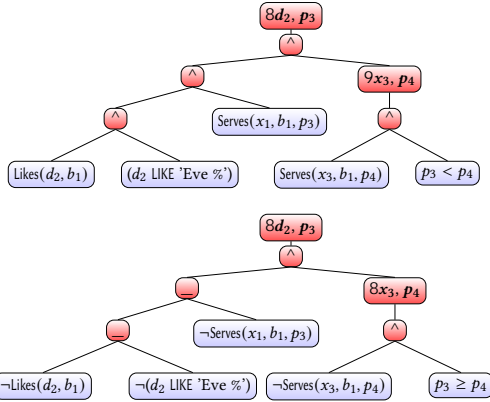 8d₂, p₃
^
^
9x₃, p₄
^
Serves(x₁, b₁, p₃)
^
Likes(d₂, b₁)
(d₂ LIKE 'Eve %')
Serves(x₃, b₁, p₄)
p₃ < p₄
8d₂, p₃
^
_
8x₃, p₄
_
¬Serves(x₁, b₁, p₃)
^
¬Likes(d₂, b₁)
¬(d₂ LIKE 'Eve %')
¬Serves(x₃, b₁, p₄)
p₃ ≥ p₄